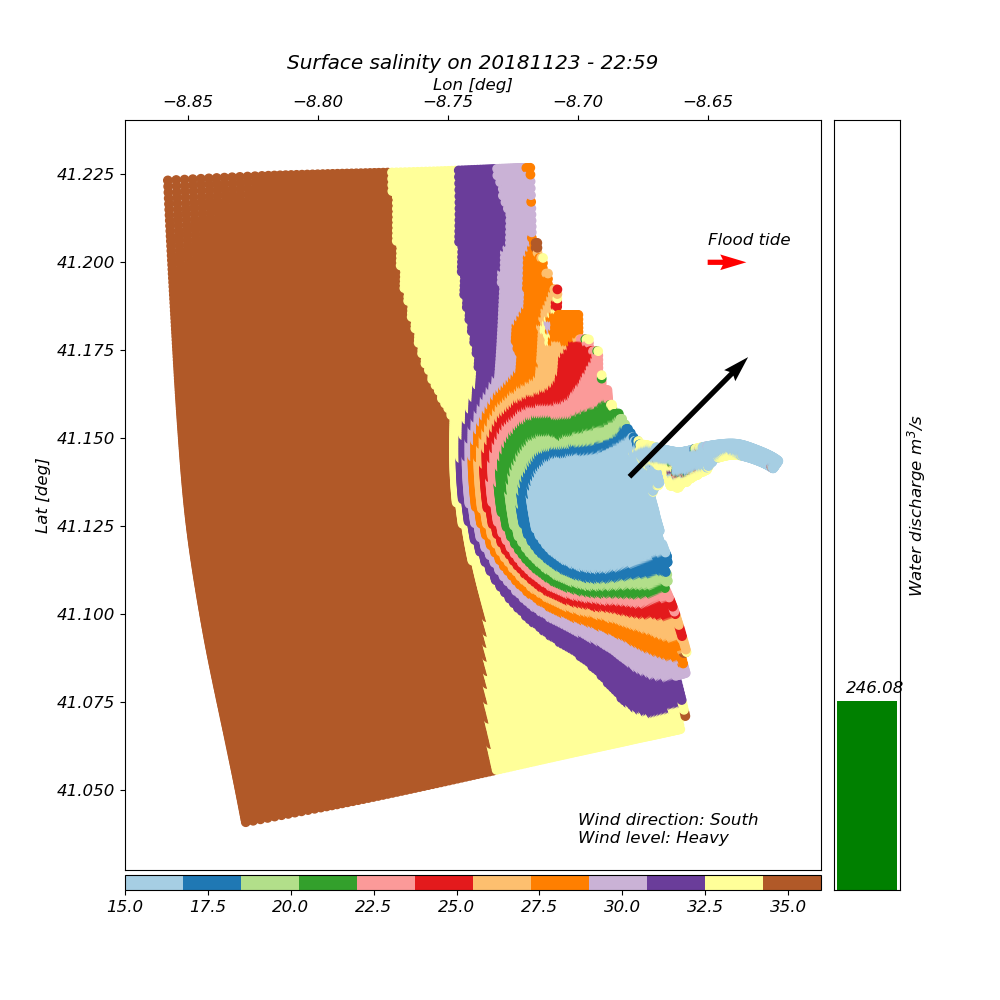 Surface salinity on 20181123 - 22:59
Lon [deg]
−8.85 −8.80 −8.75 −8.70 −8.65
41.225
41.200
41.175
41.150
41.125
41.100
41.075
41.050
Lat [deg]
Flood tide
Wind direction: South
Wind level: Heavy
246.08
Water discharge m³/s
15.0 17.5 20.0 22.5 25.0 27.5 30.0 32.5 35.0